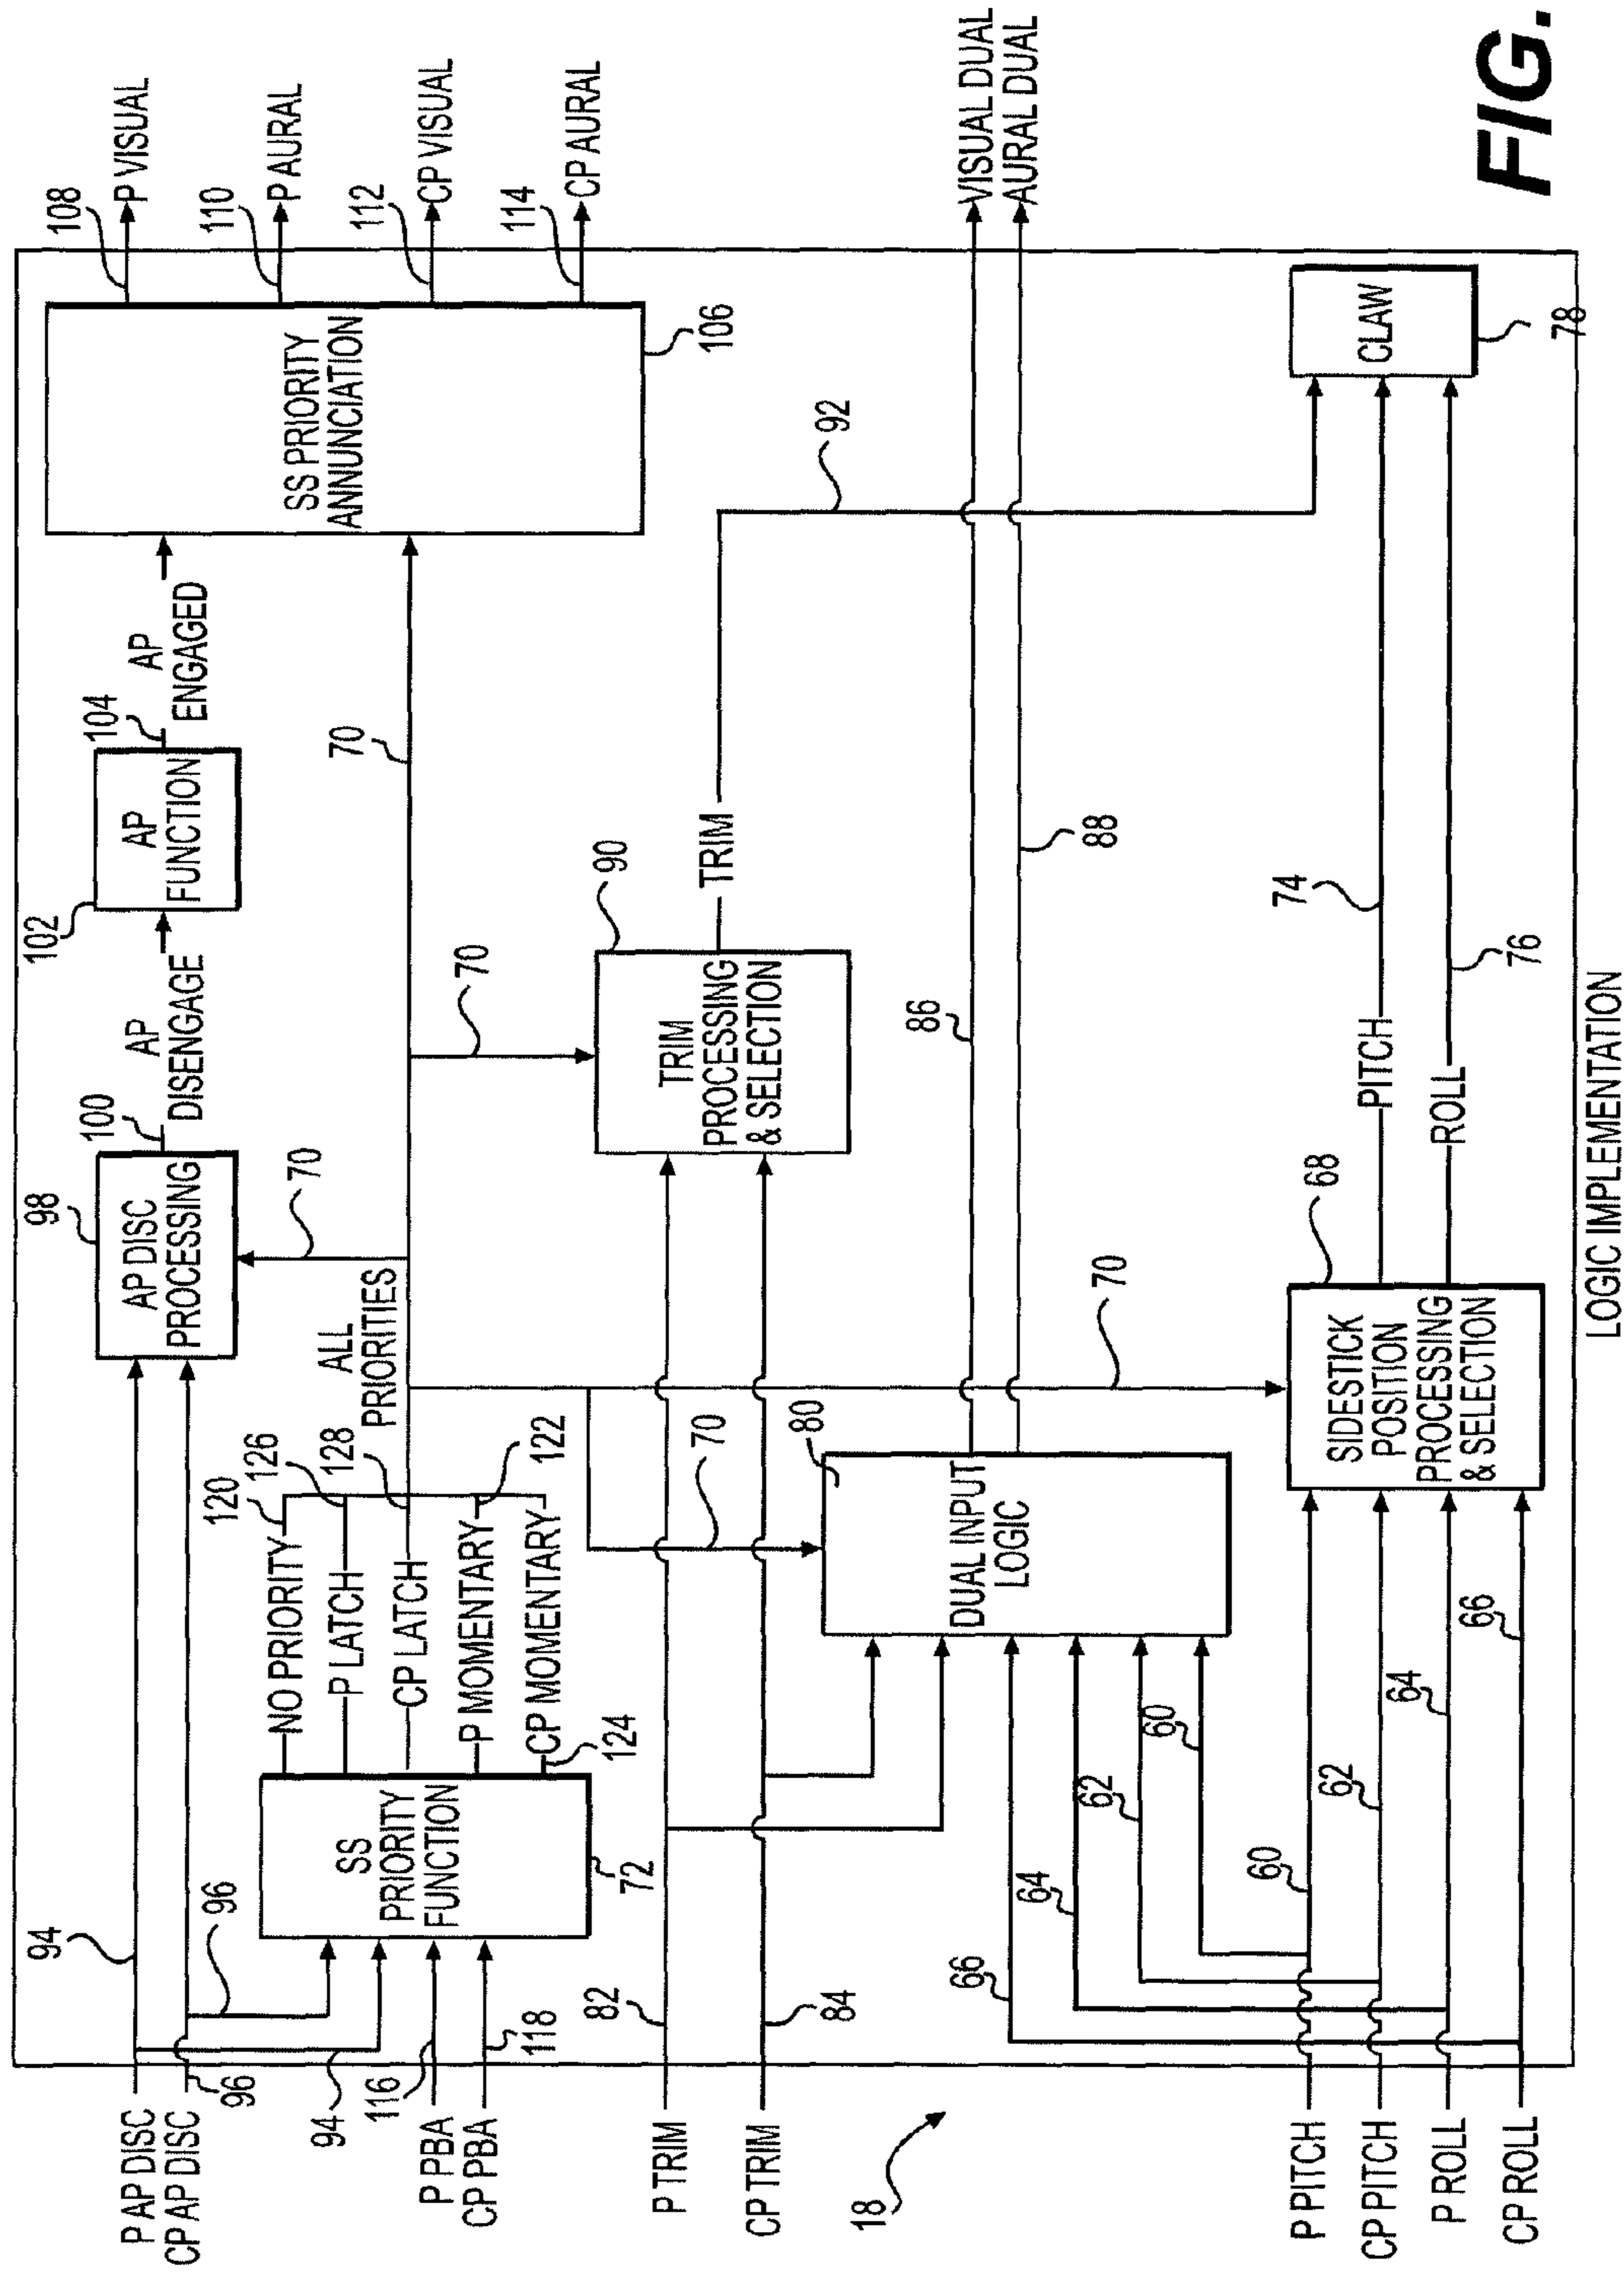 P AP DISC
CP AP DISC
P PBA
CP PBA
P TRIM
CP TRIM
P PITCH
CP PITCH
P ROLL
CP ROLL
18
94
96
96
94
116
118
82
84
66
64
62
60
60
62
64
66
SS
PRIORITY
FUNCTION
72
NO PRIORITY
P LATCH
CP LATCH
P MOMENTARY
CP MOMENTARY
120
126
128
122
124
ALL
PRIORITIES
AP DISC
PROCESSING
98
100
AP
DISENGAGE
AP
FUNCTION
102
104
AP
ENGAGED
70
70
70
70
70
SS PRIORITY
ANNUNCIATION
106
108
110
112
114
P VISUAL
P AURAL
CP VISUAL
CP AURAL
TRIM
PROCESSING
& SELECTION
90
TRIM
92
DUAL INPUT
LOGIC
80
86
88
VISUAL DUAL
AURAL DUAL
SIDESTICK
POSITION
PROCESSING
& SELECTION
68
PITCH
ROLL
74
76
CLAW
78
LOGIC IMPLEMENTATION
FIG.